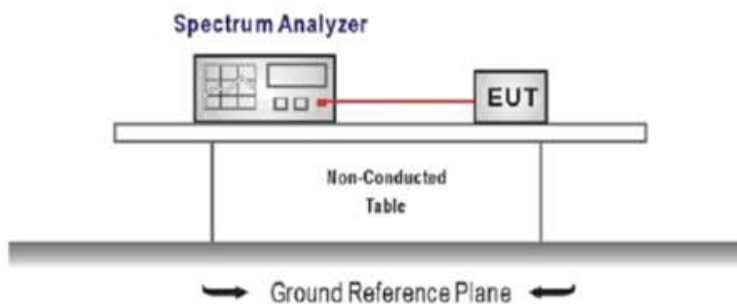 Spectrum Analyzer
EUT
Non-Conducted
Table
Ground Reference Plane